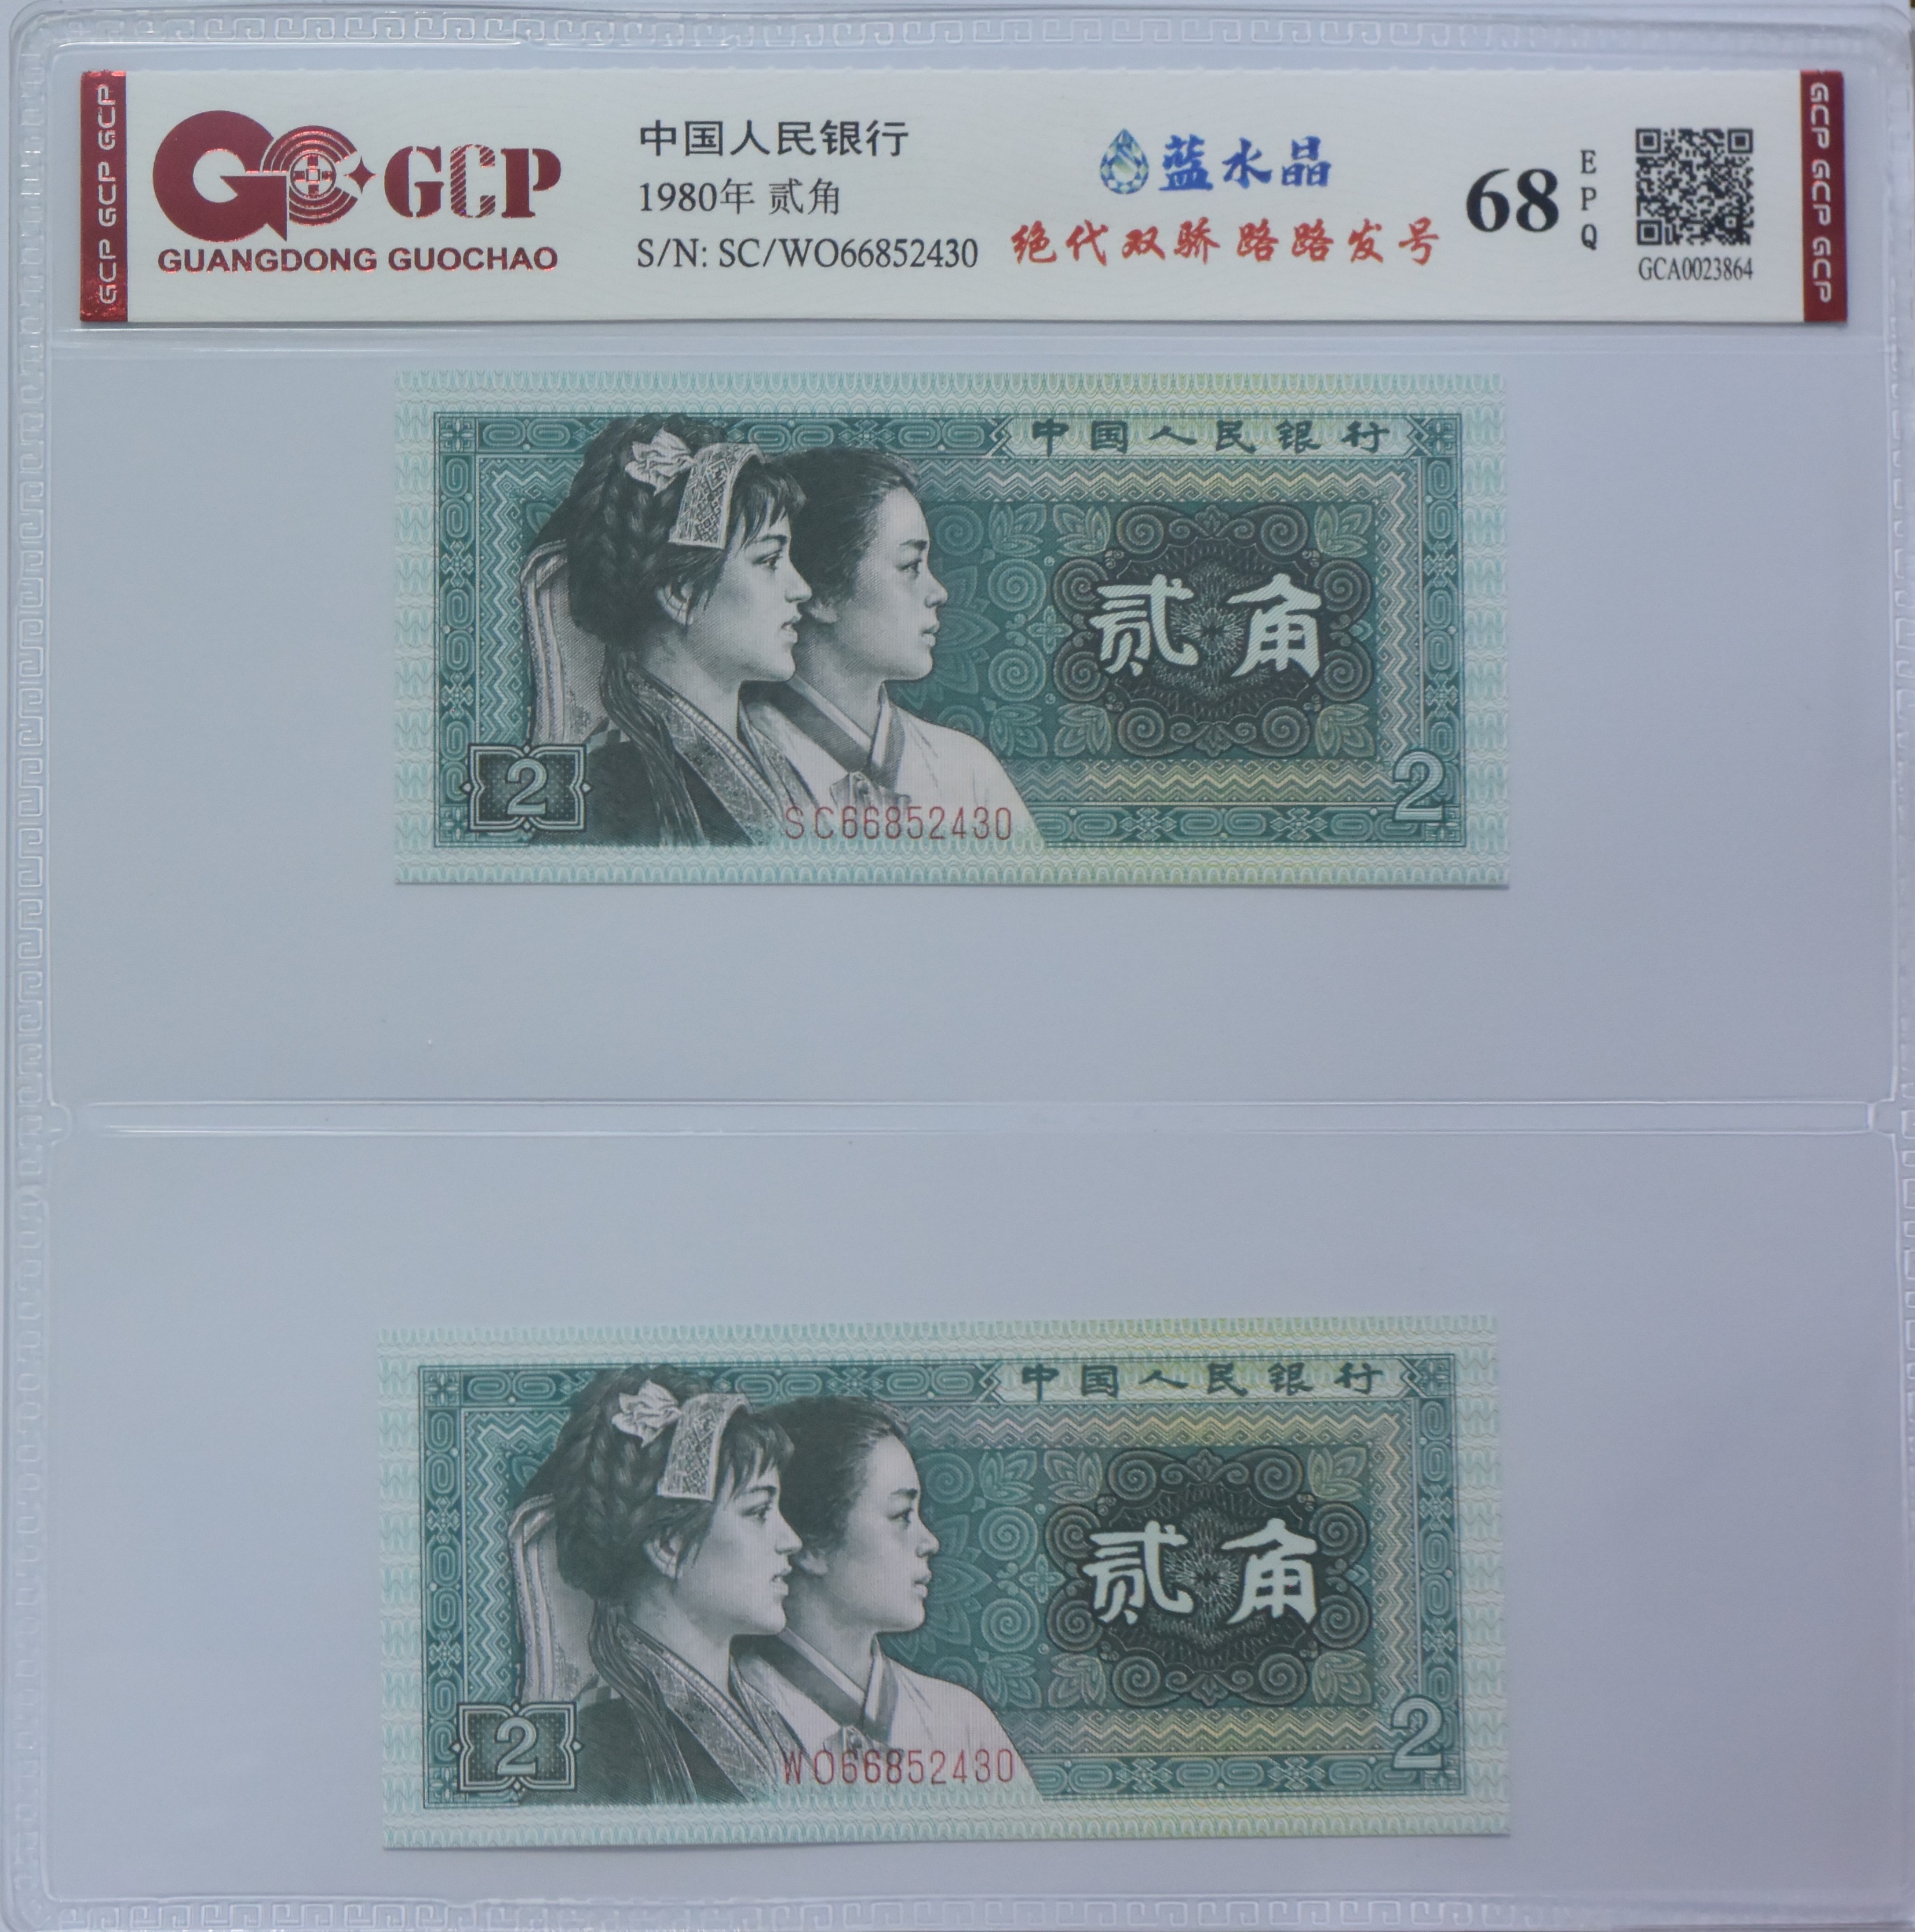 GCP GCP GCP
GCP
GUANGDONG GUOCHAO
中国人民银行
1980年 贰角
S/N: SC/WO66852430
蓝水晶
绝代双骄 路路发号
68
EPQ
GCA0023864
GCP GCP GCP
中国人民银行
贰角
2
SC66852430
2
中国人民银行
贰角
2
WO66852430
2